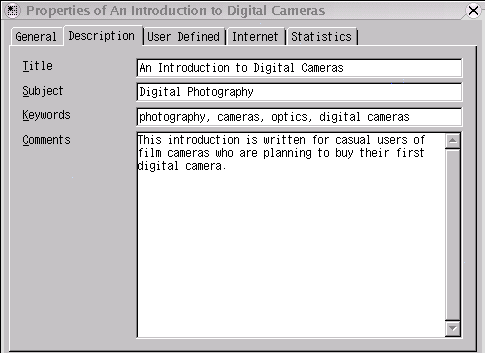 Properties of An Introduction to Digital Cameras
General Description User Defined Internet Statistics
Title An Introduction to Digital Cameras
Subject Digital Photography
Keywords photography, cameras, optics, digital cameras
Comments This introduction is written for casual users of
film cameras who are planning to buy their first
digital camera.